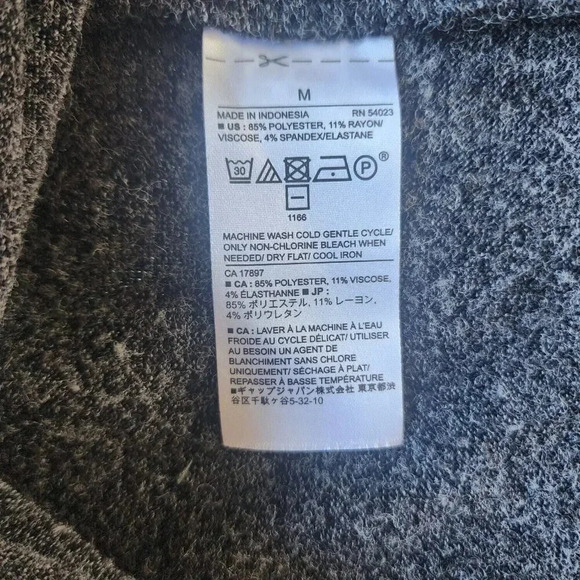 M
MADE IN INDONESIA RN 54023
■ US : 85% POLYESTER, 11% RAYON/
VISCOSE, 4% SPANDEX/ELASTANE
30 P ®
1166
MACHINE WASH COLD GENTLE CYCLE/
ONLY NON-CHLORINE BLEACH WHEN
NEEDED/ DRY FLAT/ COOL IRON
CA 17897
■ CA : 85% POLYESTER, 11% VISCOSE,
4% ÉLASTHANNE ■ JP :
85% ポリエステル, 11% レーヨン,
4% ポリウレタン
■ CA : LAVER À LA MACHINE À L'EAU
FROIDE AU CYCLE DÉLICAT/ UTILISER
AU BESOIN UN AGENT DE
BLANCHIMENT SANS CHLORE
UNIQUEMENT/ SÉCHAGE À PLAT/
REPASSER À BASSE TEMPÉRATURE
■ギャップジャパン株式会社 東京都渋
谷区千駄ヶ谷5-32-10